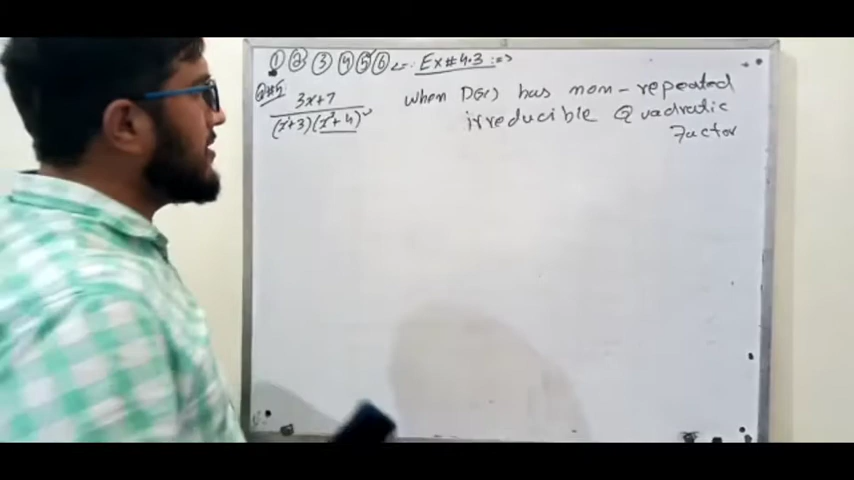 ① ② ③ ④ ⑤ ⑥ ← Ex#4.3 :=>
Q#5
3x+7
(x²+3)(x²+4)
when D(x) has non-repeated
irreducible Quadratic
Factor